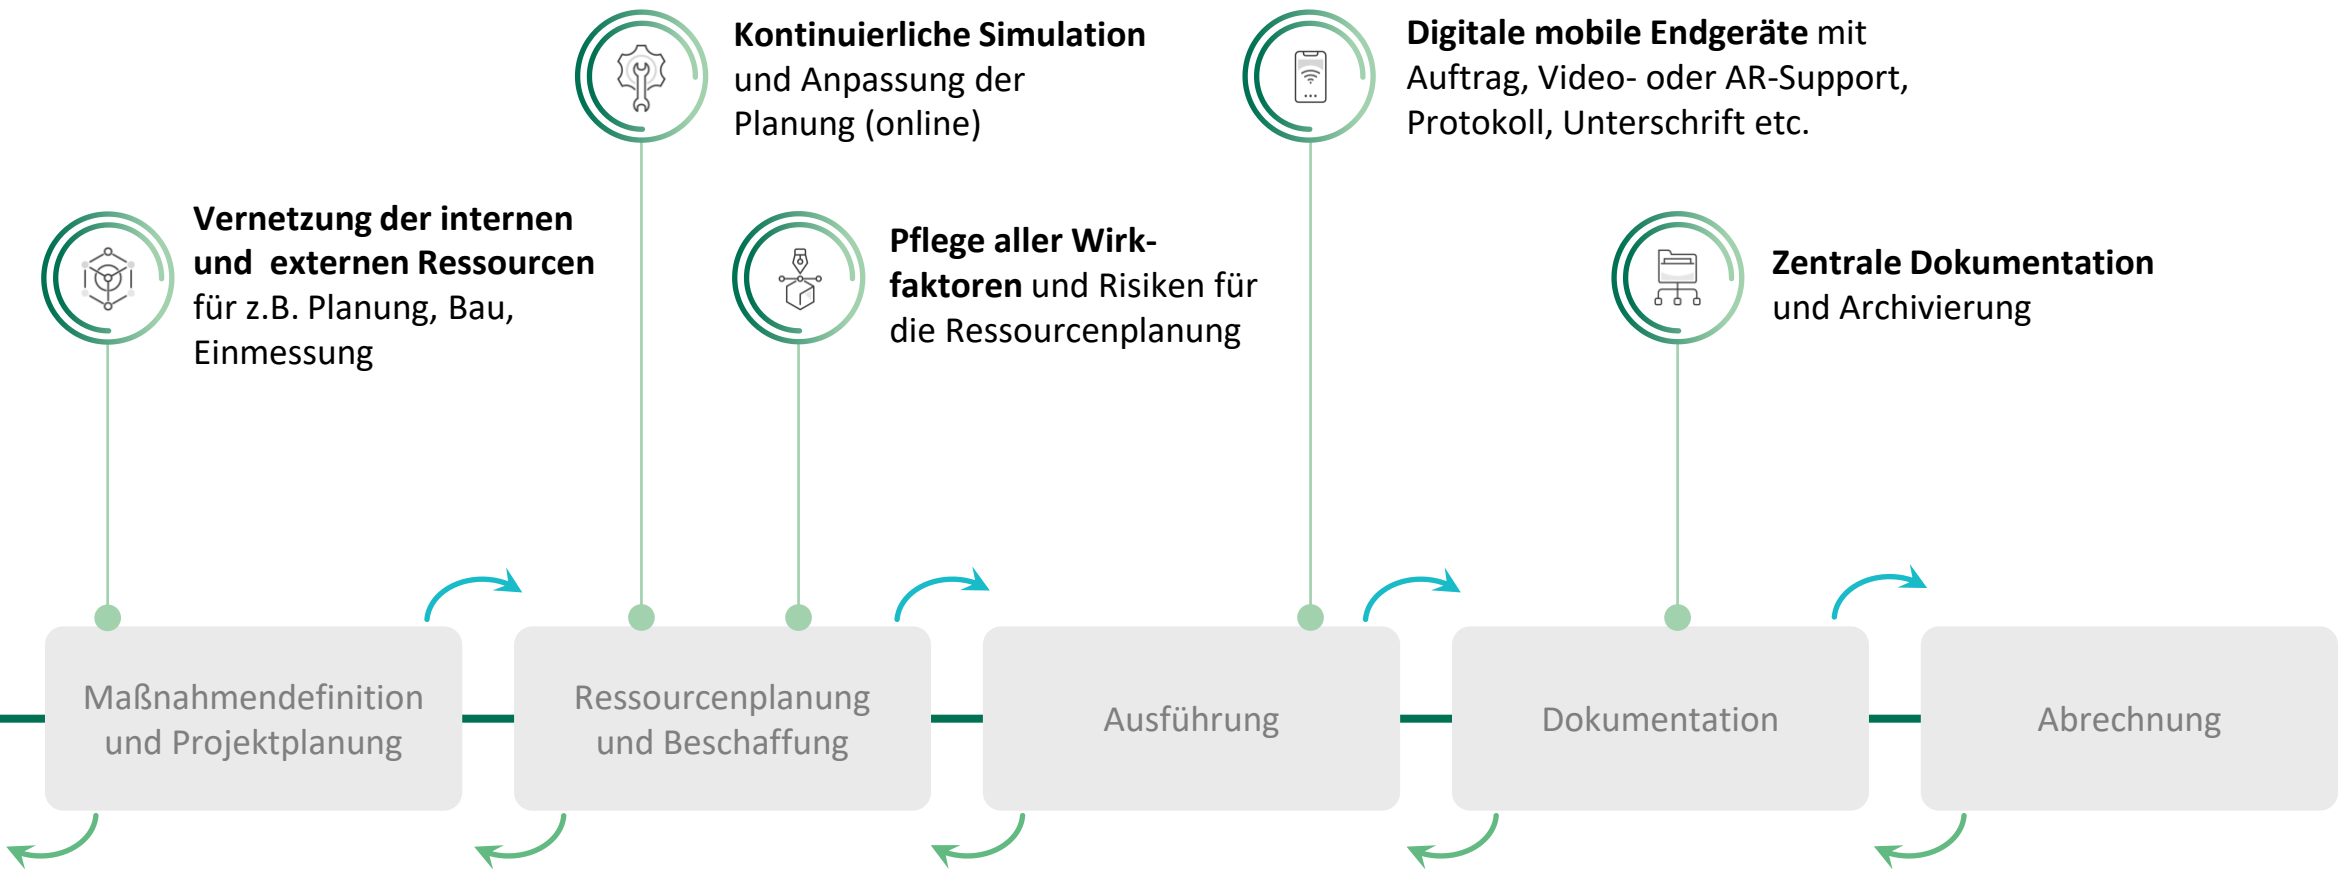 Kontinuierliche Simulation
und Anpassung der
Planung (online)
Digitale mobile Endgeräte mit
Auftrag, Video- oder AR-Support,
Protokoll, Unterschrift etc.
Vernetzung der internen
und  externen Ressourcen
für z.B. Planung, Bau,
Einmessung
Pflege aller Wirk-
faktoren und Risiken für
die Ressourcenplanung
Zentrale Dokumentation
und Archivierung
Maßnahmendefinition
und Projektplanung
Ressourcenplanung
und Beschaffung
Ausführung
Dokumentation
Abrechnung